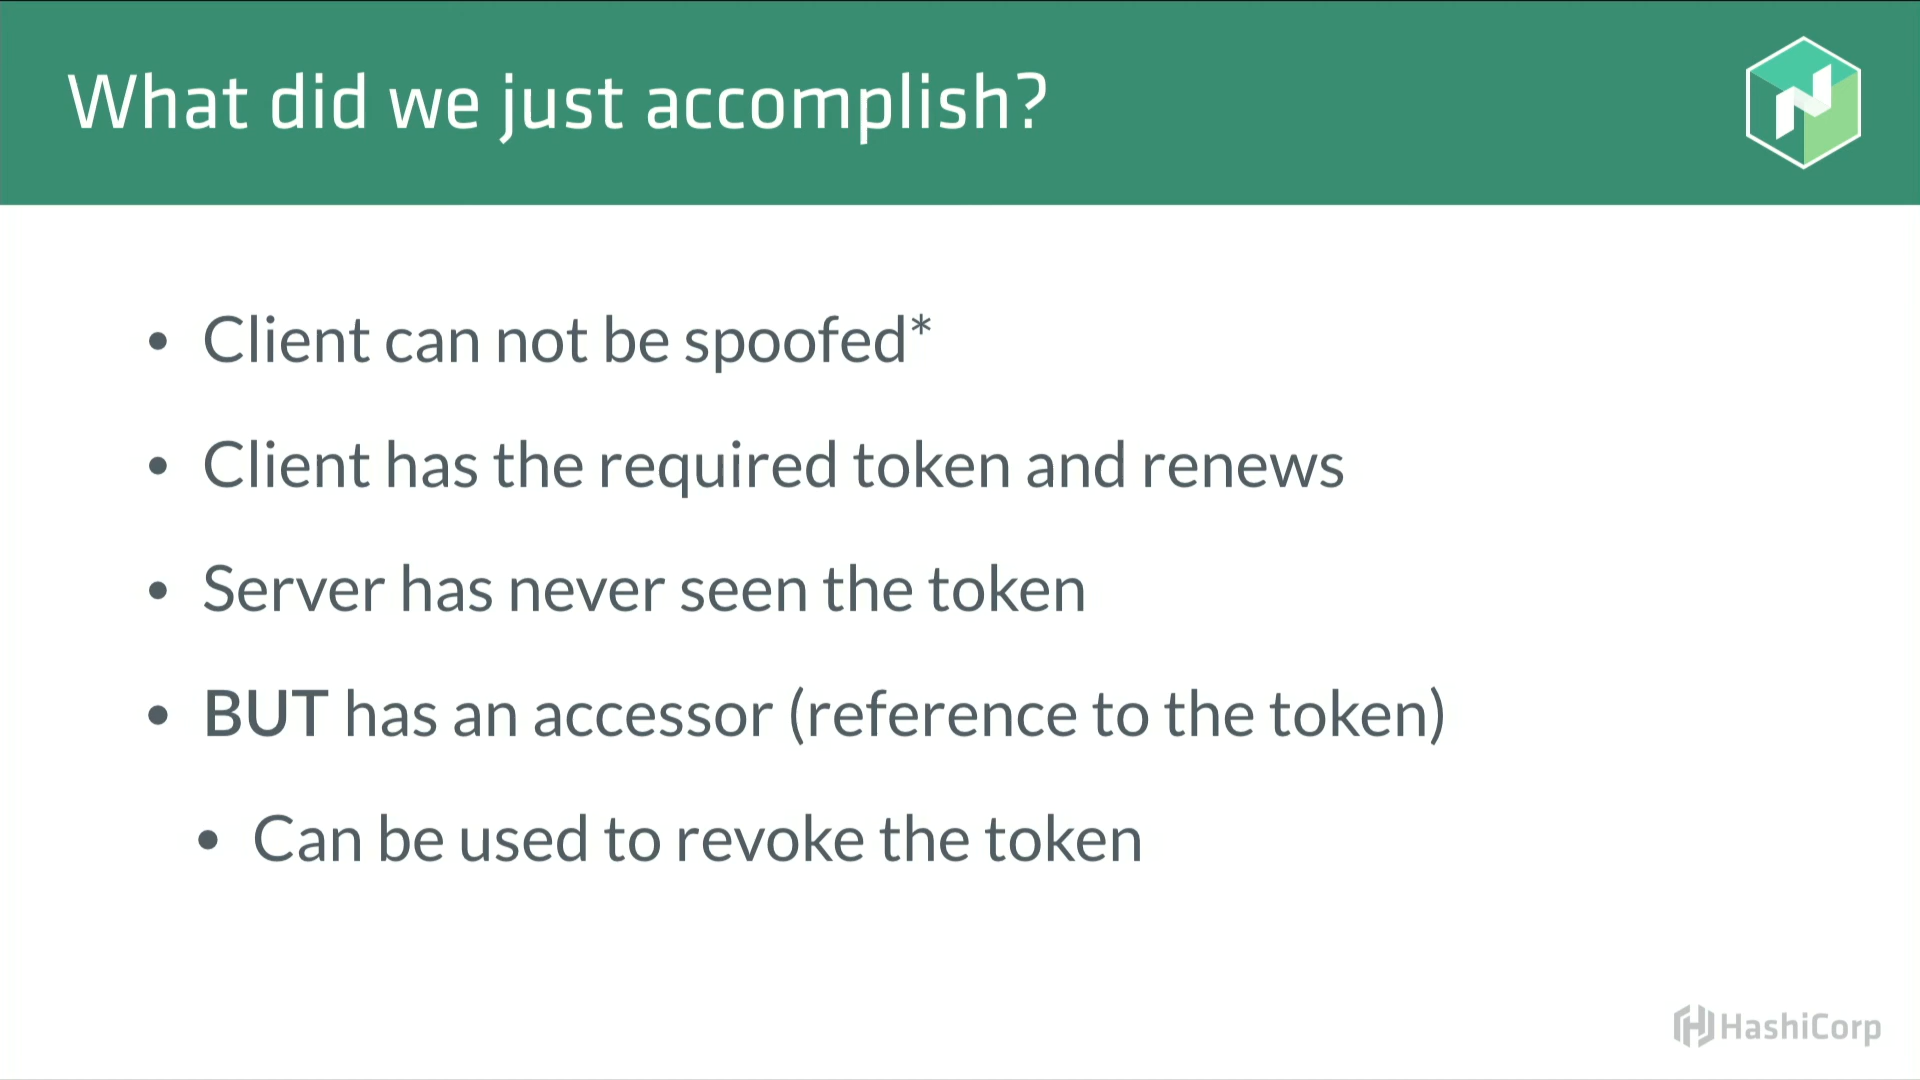 What did we just accomplish?
• Client can not be spoofed*
• Client has the required token and renews
• Server has never seen the token
• BUT has an accessor (reference to the token)
• Can be used to revoke the token
HashiCorp